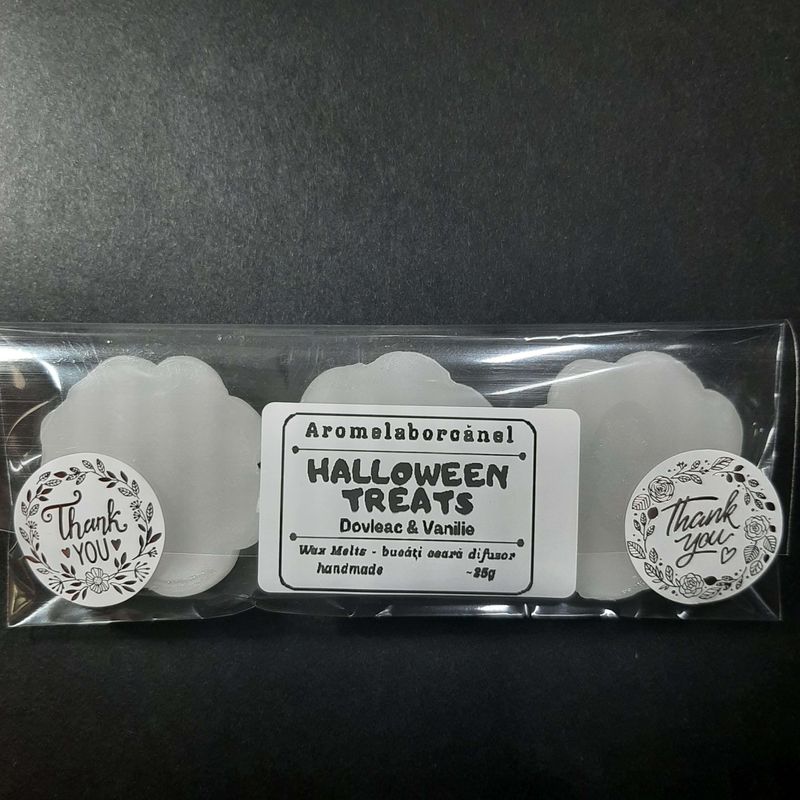 Aromelaborcănel
HALLOWEEN
TREATS
Dovleac & Vanilie
Wax Melts - bucăți ceară difuzor
handmade ~25g
Thank
YOU
Thank
you